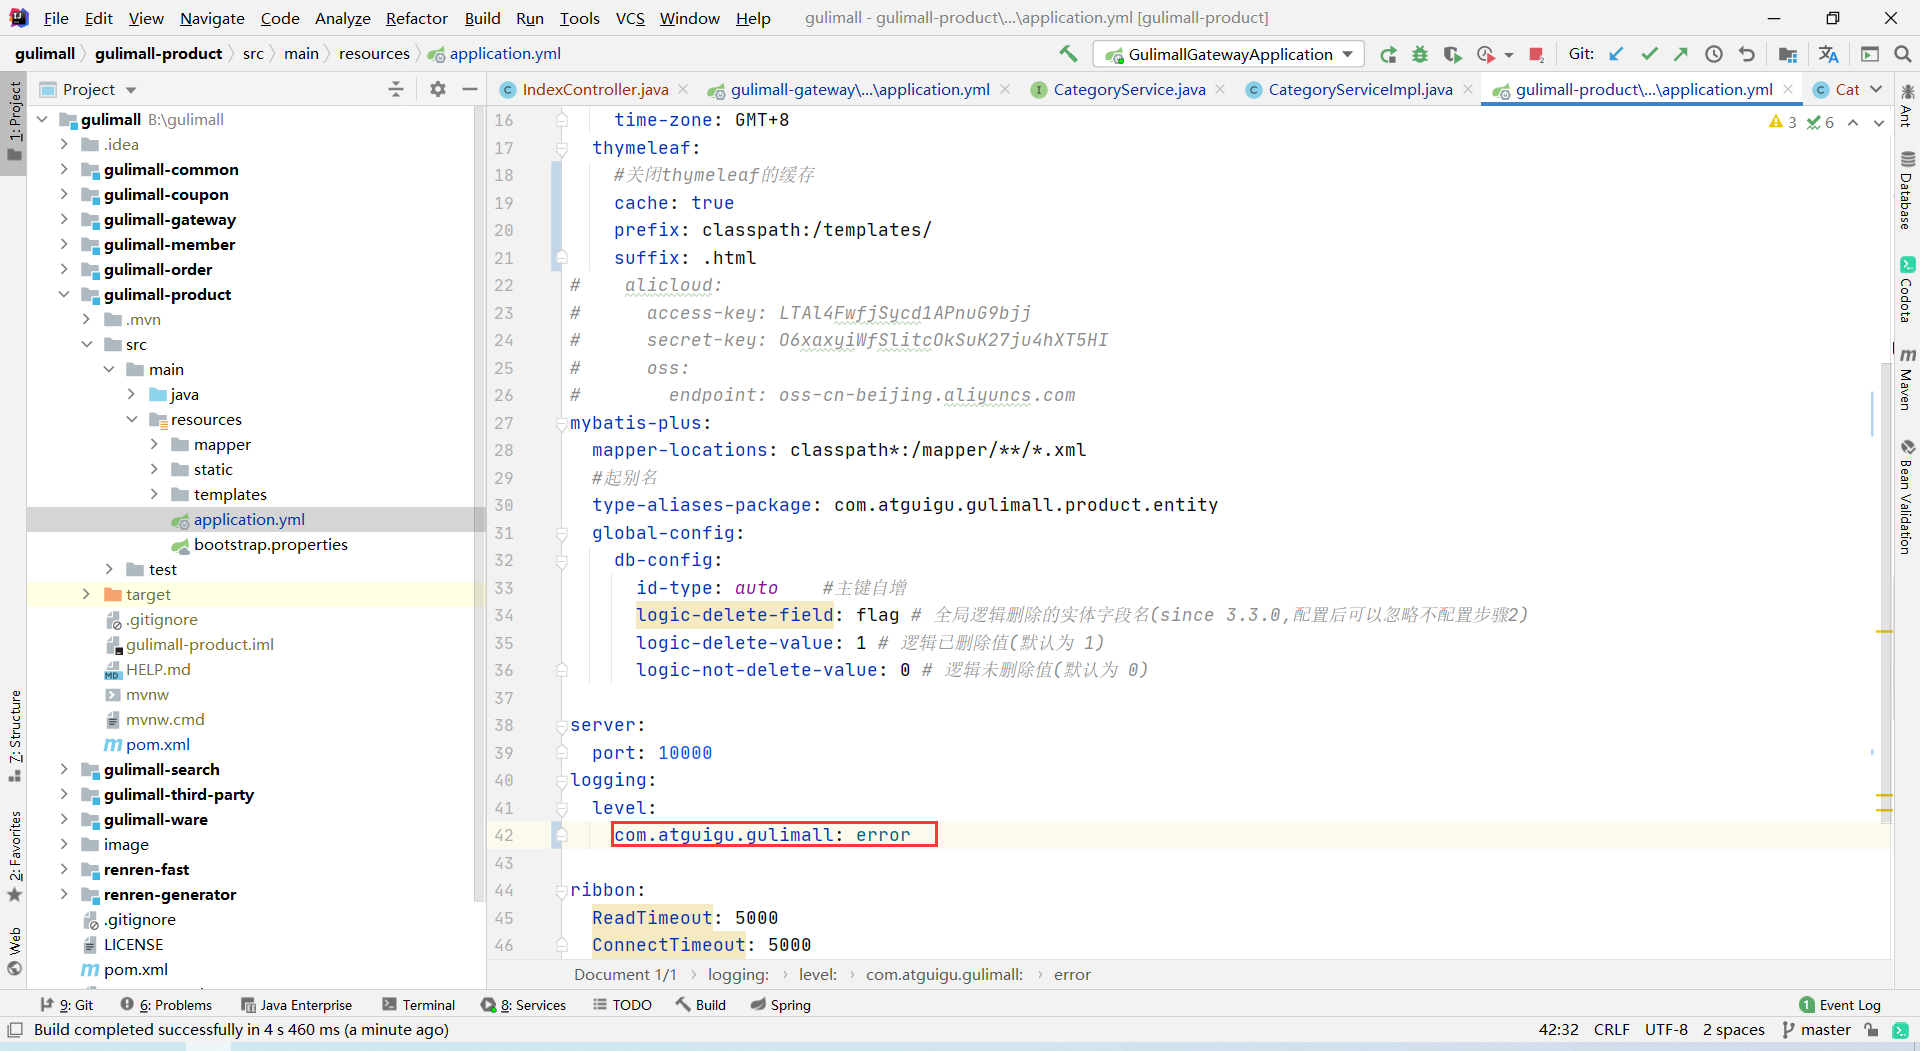 File Edit View Navigate Code Analyze Refactor Build Run Tools VCS Window Help gulimall - gulimall-product\...\application.yml [gulimall-product]
gulimall gulimall-product src main resources application.yml GulimallGatewayApplication Git:
Project
IndexController.java gulimall-gateway\...\application.yml CategoryService.java CategoryServiceImpl.java gulimall-product\...\application.yml Cat
1: Project
7: Structure
2: Favorites
Web
gulimall B:\gulimall
.idea
gulimall-common
gulimall-coupon
gulimall-gateway
gulimall-member
gulimall-order
gulimall-product
.mvn
src
main
java
resources
mapper
static
templates
application.yml
bootstrap.properties
test
target
.gitignore
gulimall-product.iml
HELP.md
mvnw
mvnw.cmd
pom.xml
gulimall-search
gulimall-third-party
gulimall-ware
image
renren-fast
renren-generator
.gitignore
LICENSE
pom.xml
3 6
16 time-zone: GMT+8
17 thymeleaf:
18 #关闭thymeleaf的缓存
19 cache: true
20 prefix: classpath:/templates/
21 suffix: .html
22 # alicloud:
23 # access-key: LTAl4FwfjSycd1APnuG9bjj
24 # secret-key: O6xaxyiWfSlitcOkSuK27ju4hXT5HI
25 # oss:
26 # endpoint: oss-cn-beijing.aliyuncs.com
27 mybatis-plus:
28 mapper-locations: classpath*:/mapper/**/*.xml
29 #起别名
30 type-aliases-package: com.atguigu.gulimall.product.entity
31 global-config:
32 db-config:
33 id-type: auto #主键自增
34 logic-delete-field: flag # 全局逻辑删除的实体字段名(since 3.3.0,配置后可以忽略不配置步骤2)
35 logic-delete-value: 1 # 逻辑已删除值(默认为 1)
36 logic-not-delete-value: 0 # 逻辑未删除值(默认为 0)
37
38 server:
39 port: 10000
40 logging:
41 level:
42 com.atguigu.gulimall: error
43
44 ribbon:
45 ReadTimeout: 5000
46 ConnectTimeout: 5000
Document 1/1 logging: level: com.atguigu.gulimall: error
Ant
Database
Codota
Maven
Bean Validation
9: Git 6: Problems Java Enterprise Terminal 8: Services TODO Build Spring 1 Event Log
Build completed successfully in 4 s 460 ms (a minute ago) 42:32 CRLF UTF-8 2 spaces master